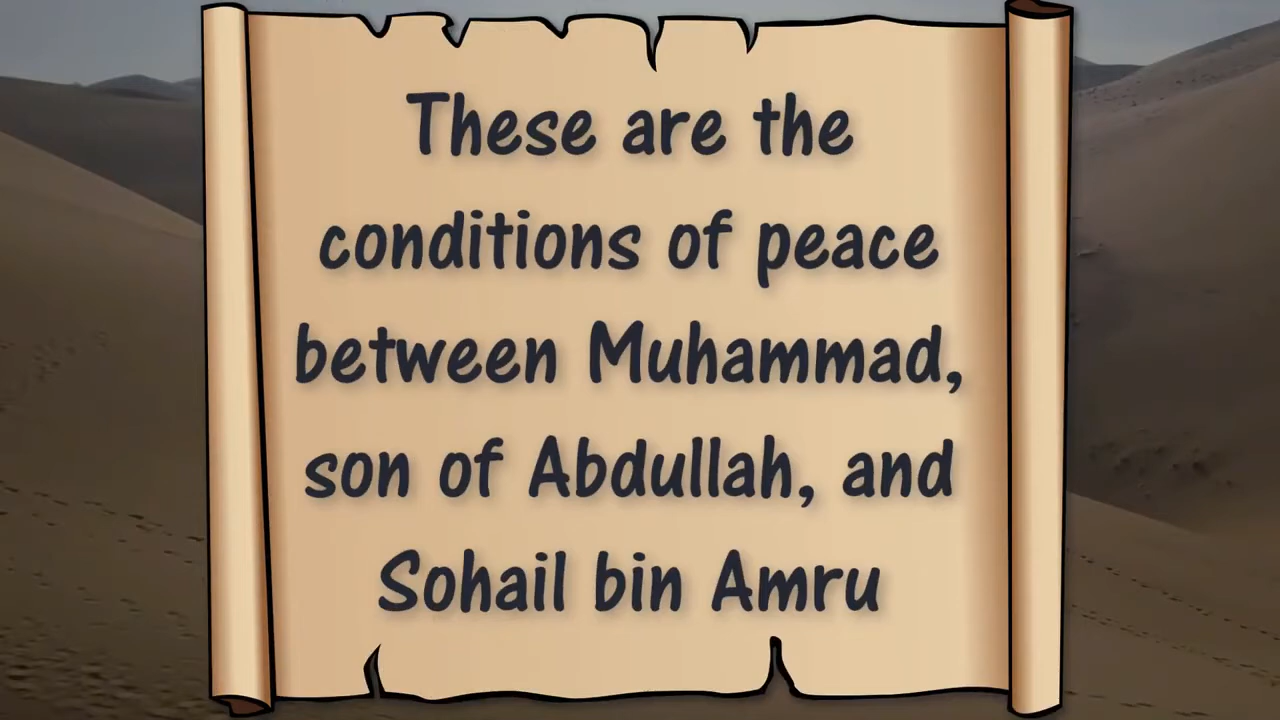 These are the
conditions of peace
between Muhammad,
son of Abdullah, and
Sohail bin Amru